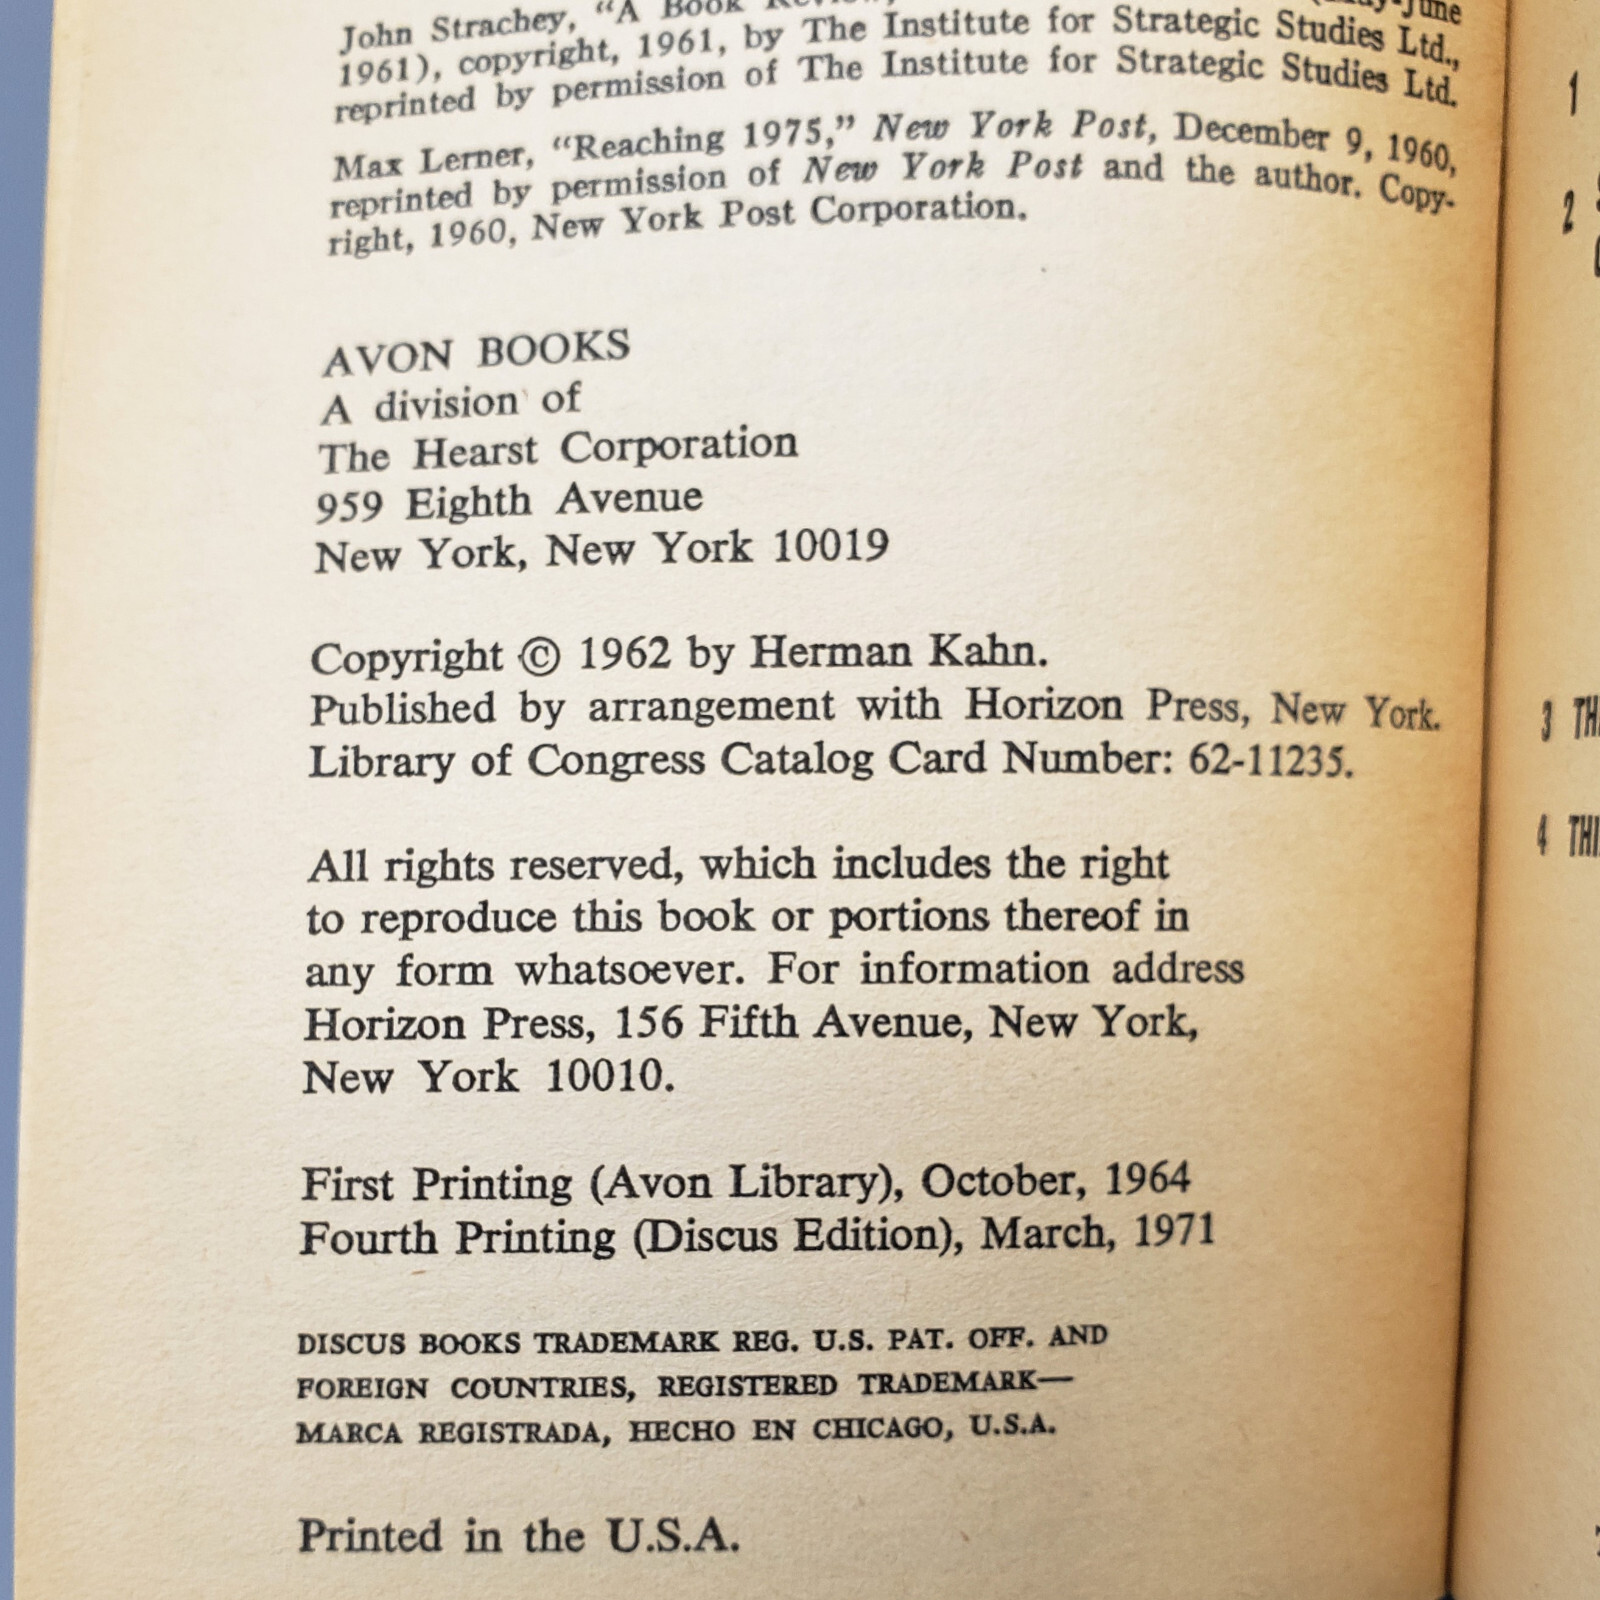 John Strachey, "A Book
1961), copyright, 1961, by The Institute for Strategic Studies Ltd.,
reprinted by permission of The Institute for Strategic Studies Ltd.
Max Lerner, "Reaching 1975," New York Post, December 9, 1960,
reprinted by permission of New York Post and the author. Copy-
right, 1960, New York Post Corporation.
AVON BOOKS
A division of
The Hearst Corporation
959 Eighth Avenue
New York, New York 10019
Copyright © 1962 by Herman Kahn.
Published by arrangement with Horizon Press, New York.
Library of Congress Catalog Card Number: 62-11235.
All rights reserved, which includes the right
to reproduce this book or portions thereof in
any form whatsoever. For information address
Horizon Press, 156 Fifth Avenue, New York,
New York 10010.
First Printing (Avon Library), October, 1964
Fourth Printing (Discus Edition), March, 1971
DISCUS BOOKS TRADEMARK REG. U.S. PAT. OFF. AND
FOREIGN COUNTRIES, REGISTERED TRADEMARK—
MARCA REGISTRADA, HECHO EN CHICAGO, U.S.A.
Printed in the U.S.A.
1
2
3
4